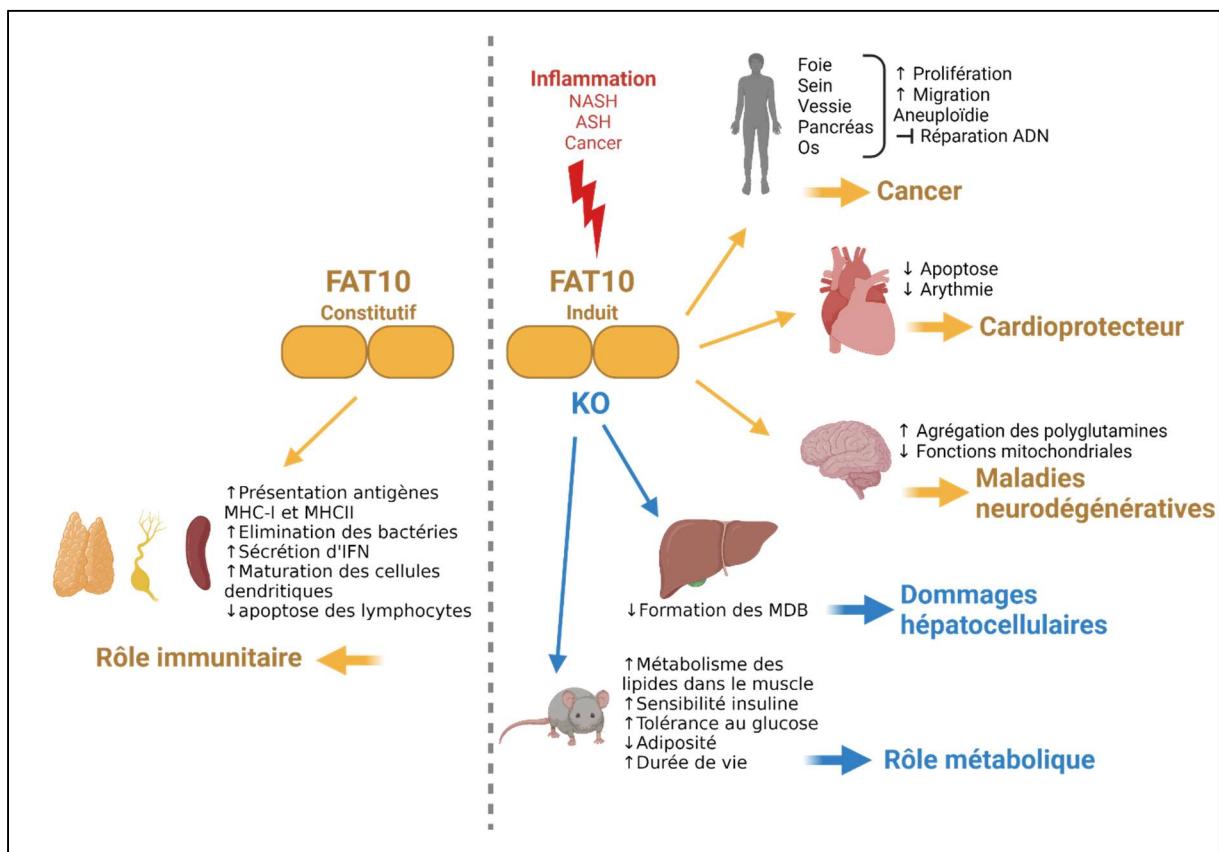 FAT10
Constitutif
↑Présentation antigènes
MHC-I et MHCII
↑Elimination des bactéries
↑Sécrétion d'IFN
↑Maturation des cellules
dendritiques
↓apoptose des lymphocytes
Rôle immunitaire
Inflammation
NASH
ASH
Cancer
FAT10
Induit
KO
Foie
Sein
Vessie
Pancréas
Os
↑ Prolifération
↑ Migration
Aneuploïdie
⊣ Réparation ADN
Cancer
↓ Apoptose
↓ Arythmie
Cardioprotecteur
↑ Agrégation des polyglutamines
↓ Fonctions mitochondriales
Maladies
neurodégénératives
↓Formation des MDB
Dommages
hépatocellulaires
↑Métabolisme des
lipides dans le muscle
↑Sensibilité insuline
↑Tolérance au glucose
↓Adiposité
↑Durée de vie
Rôle métabolique